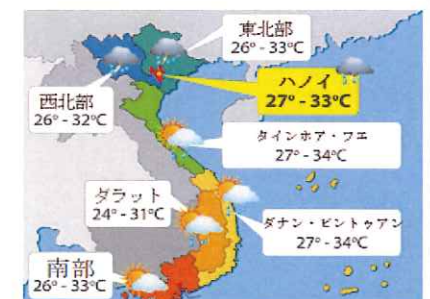 東北部
26° - 33°C
ハノイ
27° - 33°C
西北部
26° - 32°C
タインホア・フエ
27° - 34°C
ダラット
24° - 31°C
ダナン・ビントゥアン
27° - 34°C
南部
26° - 33°C